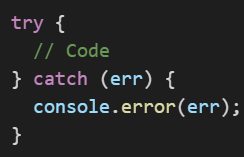 try {
  // Code
} catch (err) {
  console.error(err);
}